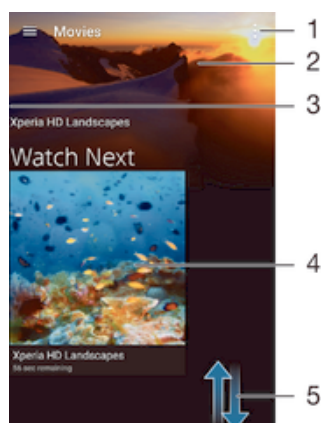 Movies
1
2
3
Xperia HD Landscapes
Watch Next
4
Xperia HD Landscapes
56 sec remaining
5